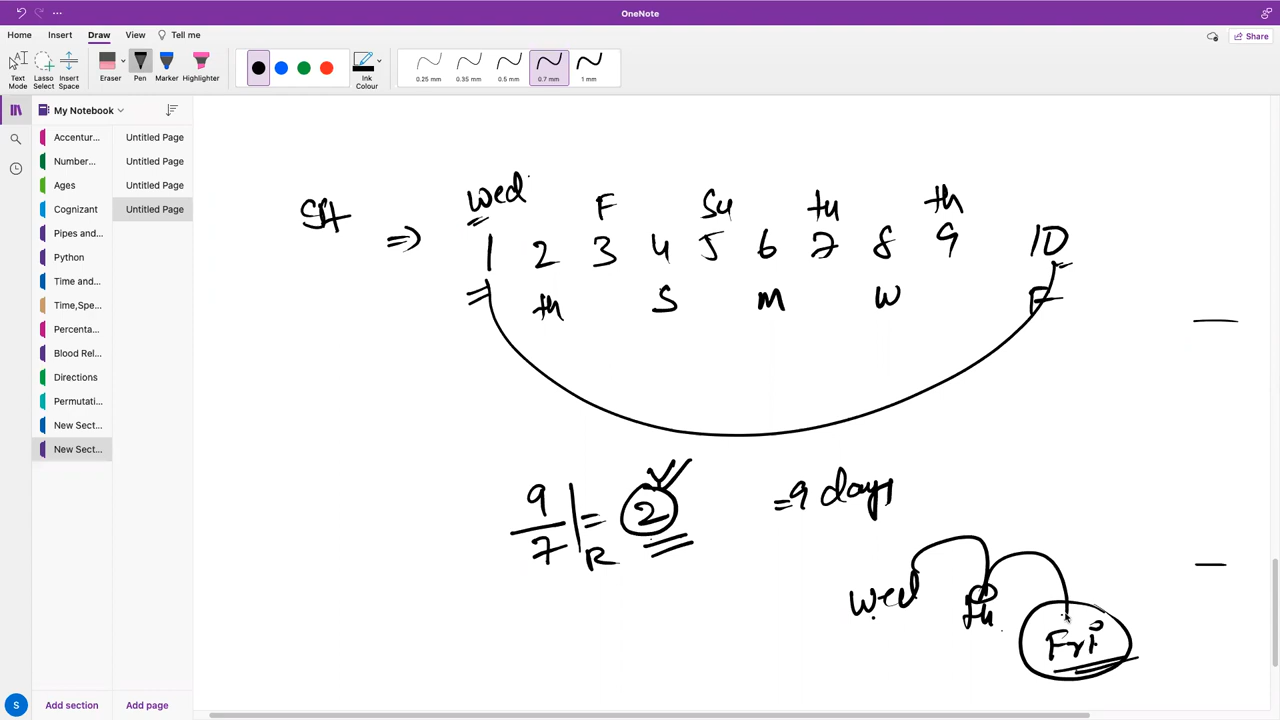 OneNote
Home Insert Draw View Tell me
Share
Text Mode
Lasso Select
Insert Space
Eraser
Pen
Marker
Highlighter
Ink Colour
0.25 mm
0.35 mm
0.5 mm
0.7 mm
1 mm
My Notebook
Accentur...
Number...
Ages
Cognizant
Pipes and...
Python
Time and...
Time,Spe...
Percenta...
Blood Rel...
Directions
Permutati...
New Sect...
New Sect...
Untitled Page
Untitled Page
Untitled Page
Untitled Page
wed F Su tu th
⇒ 1 2 3 4 5 6 7 8 9 10
th S m W F
9/7 | R = 2
= 9 days
wed th Fri
S Add section Add page